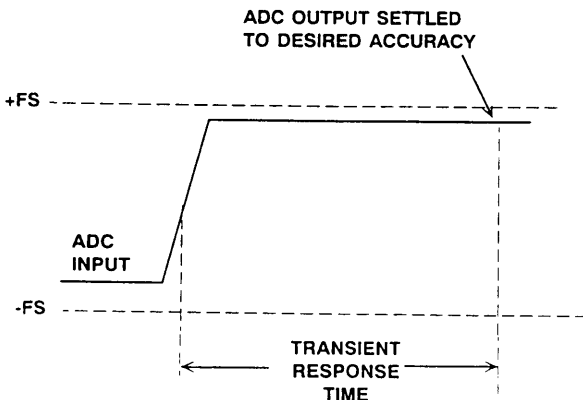 ADC OUTPUT SETTLED
TO DESIRED ACCURACY
+FS
ADC
INPUT
-FS
TRANSIENT
RESPONSE
TIME